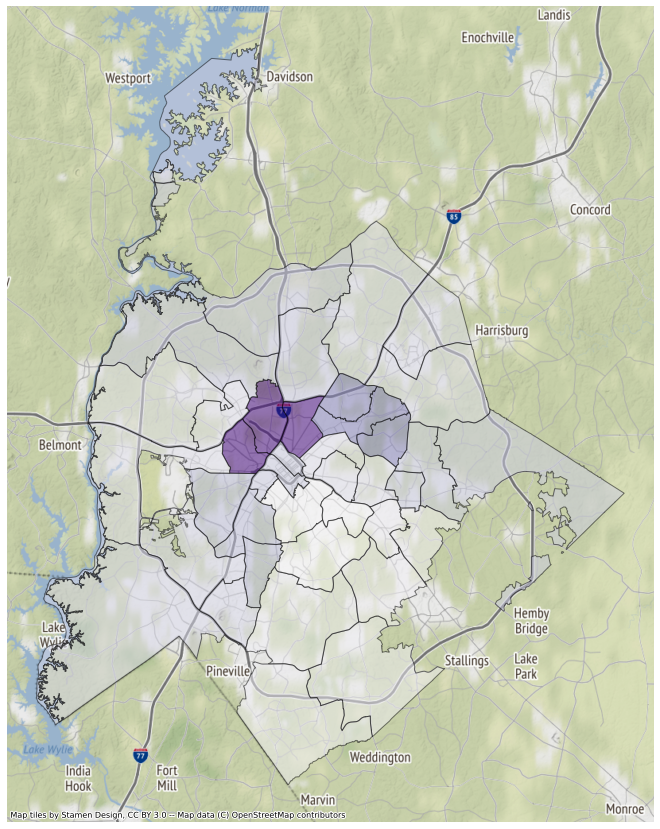 Lake Norman
Landis
Enochville
Westport
Davidson
85
Concord
Harrisburg
77
Belmont
Hemby
Bridge
Lake
Wylie
Stallings
Lake
Park
Pineville
Lake Wylie
77
Weddington
India
Hook
Fort
Mill
Marvin
Monroe
Map tiles by Stamen Design, CC BY 3.0 -- Map data (C) OpenStreetMap contributors